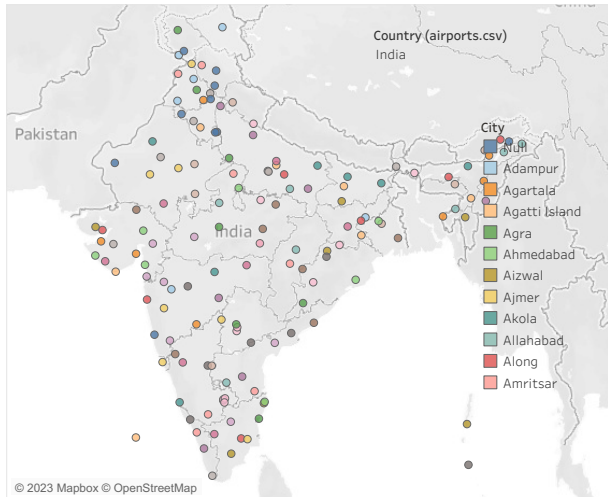 China
Country (airports.csv)
India
Pakistan
City
Null
Adampur
Agartala
Agatti Island
Agra
India
Ahmedabad
Aizwal
Ajmer
Akola
Allahabad
Along
Amritsar
© 2023 Mapbox © OpenStreetMap